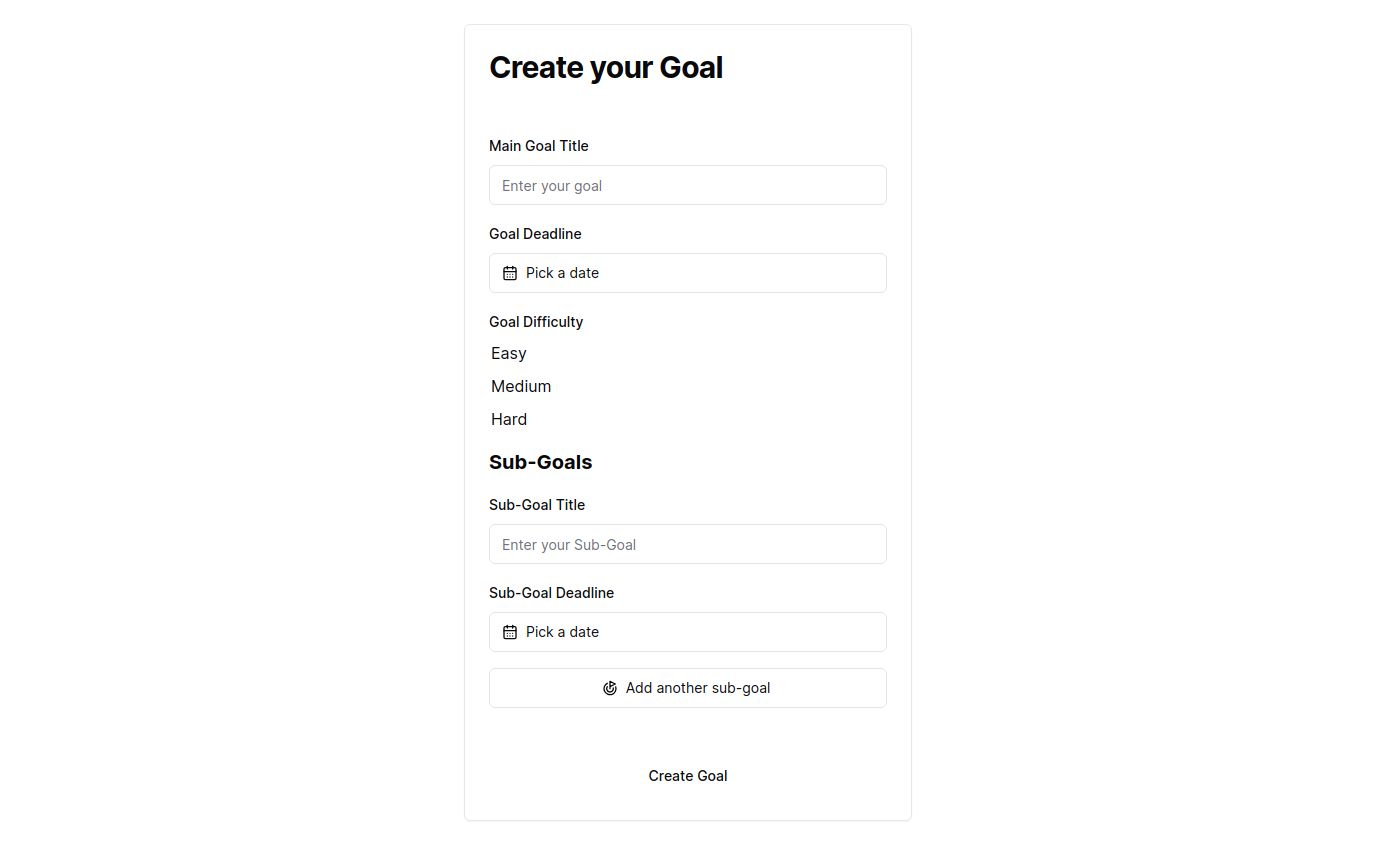 Create your Goal
Main Goal Title
Enter your goal
Goal Deadline
Pick a date
Goal Difficulty
Easy
Medium
Hard
Sub-Goals
Sub-Goal Title
Enter your Sub-Goal
Sub-Goal Deadline
Pick a date
Add another sub-goal
Create Goal